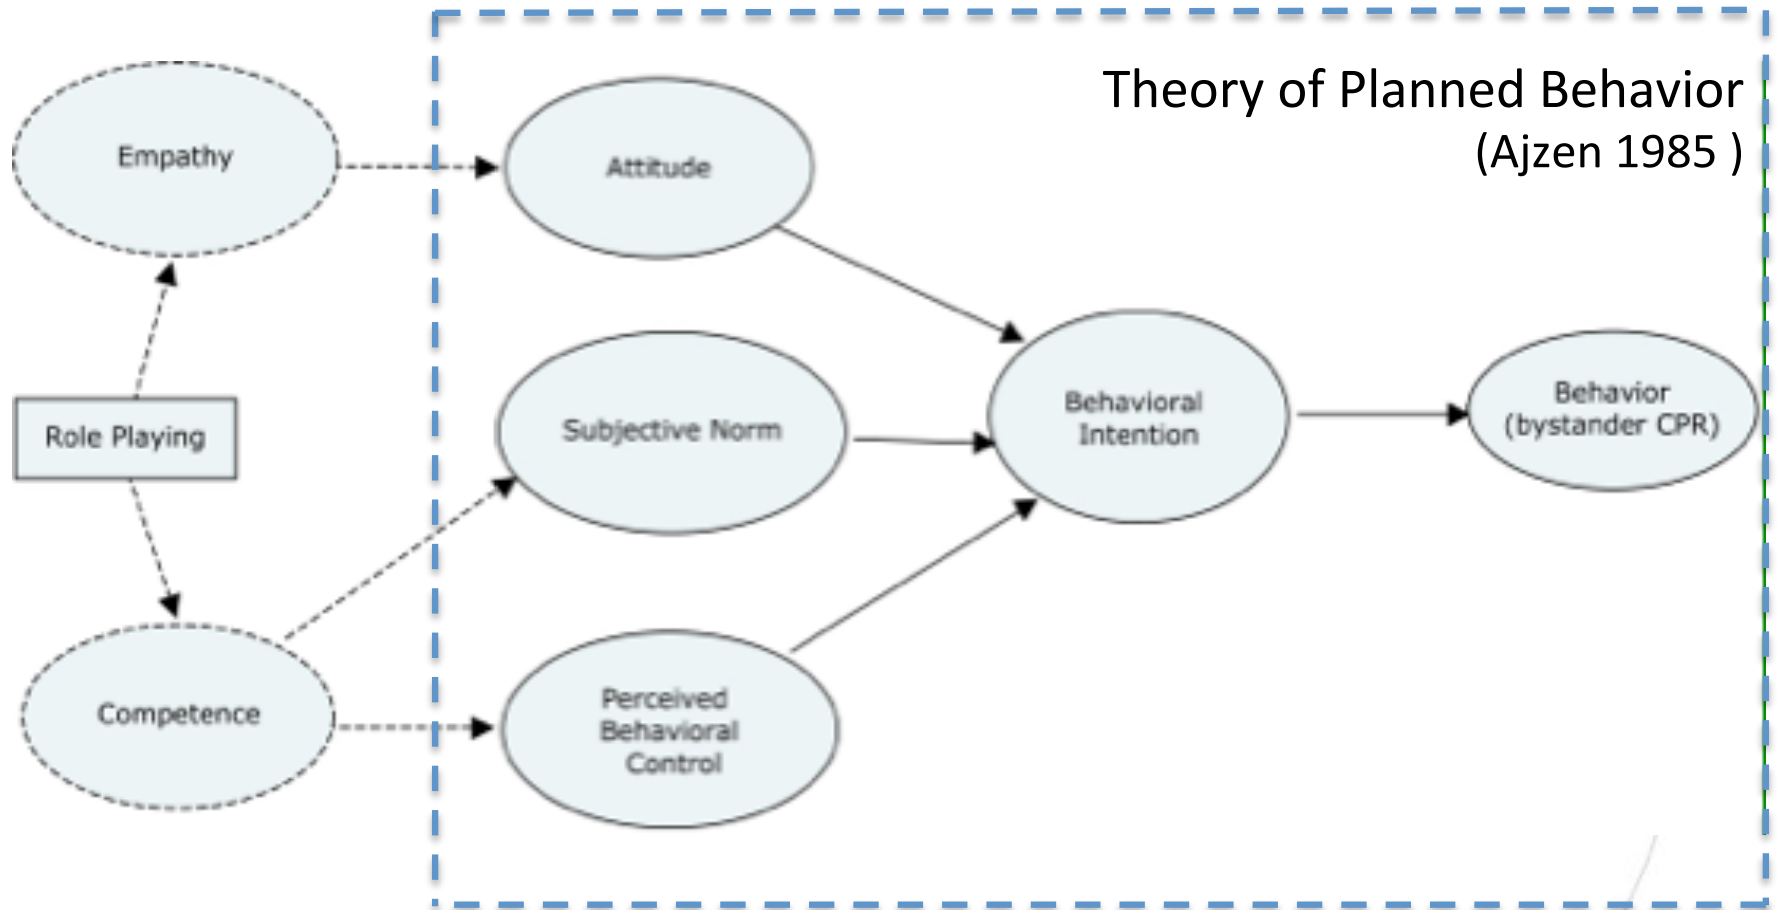 Theory of Planned Behavior
(Ajzen 1985 )
Empathy
Attitude
Role Playing
Subjective Norm
Behavioral
Intention
Behavior
(bystander CPR)
Competence
Perceived
Behavioral
Control